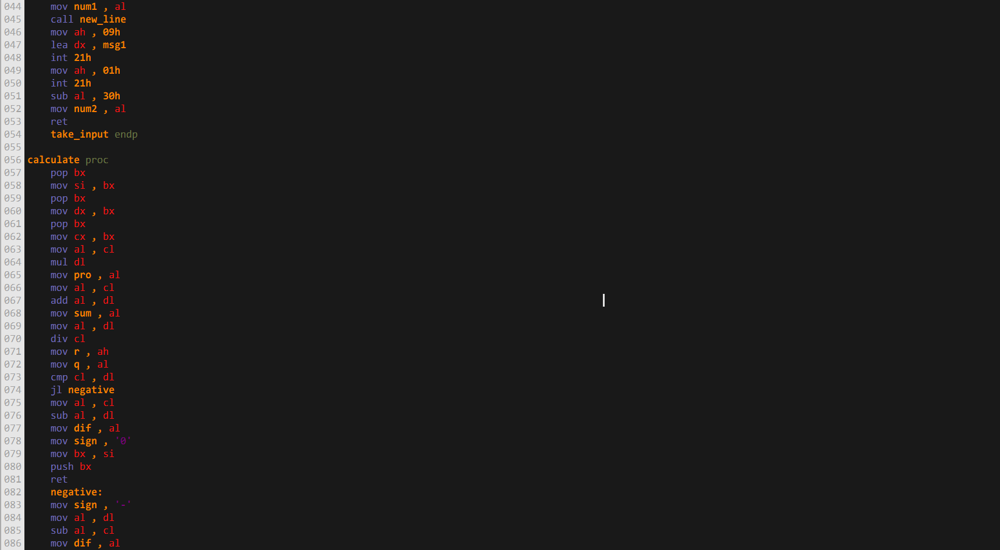 044     mov num1 , al
045     call new_line
046     mov ah , 09h
047     lea dx , msg1
048     int 21h
049     mov ah , 01h
050     int 21h
051     sub al , 30h
052     mov num2 , al
053     ret
054     take_input endp
055
056 calculate proc
057     pop bx
058     mov si , bx
059     pop bx
060     mov dx , bx
061     pop bx
062     mov cx , bx
063     mov al , cl
064     mul dl
065     mov pro , al
066     mov al , cl
067     add al , dl
068     mov sum , al
069     mov al , dl
070     div cl
071     mov r , ah
072     mov q , al
073     cmp cl , dl
074     jl negative
075     mov al , cl
076     sub al , dl
077     mov dif , al
078     mov sign , '0'
079     mov bx , si
080     push bx
081     ret
082     negative:
083     mov sign , '-'
084     mov al , dl
085     sub al , cl
086     mov dif , al